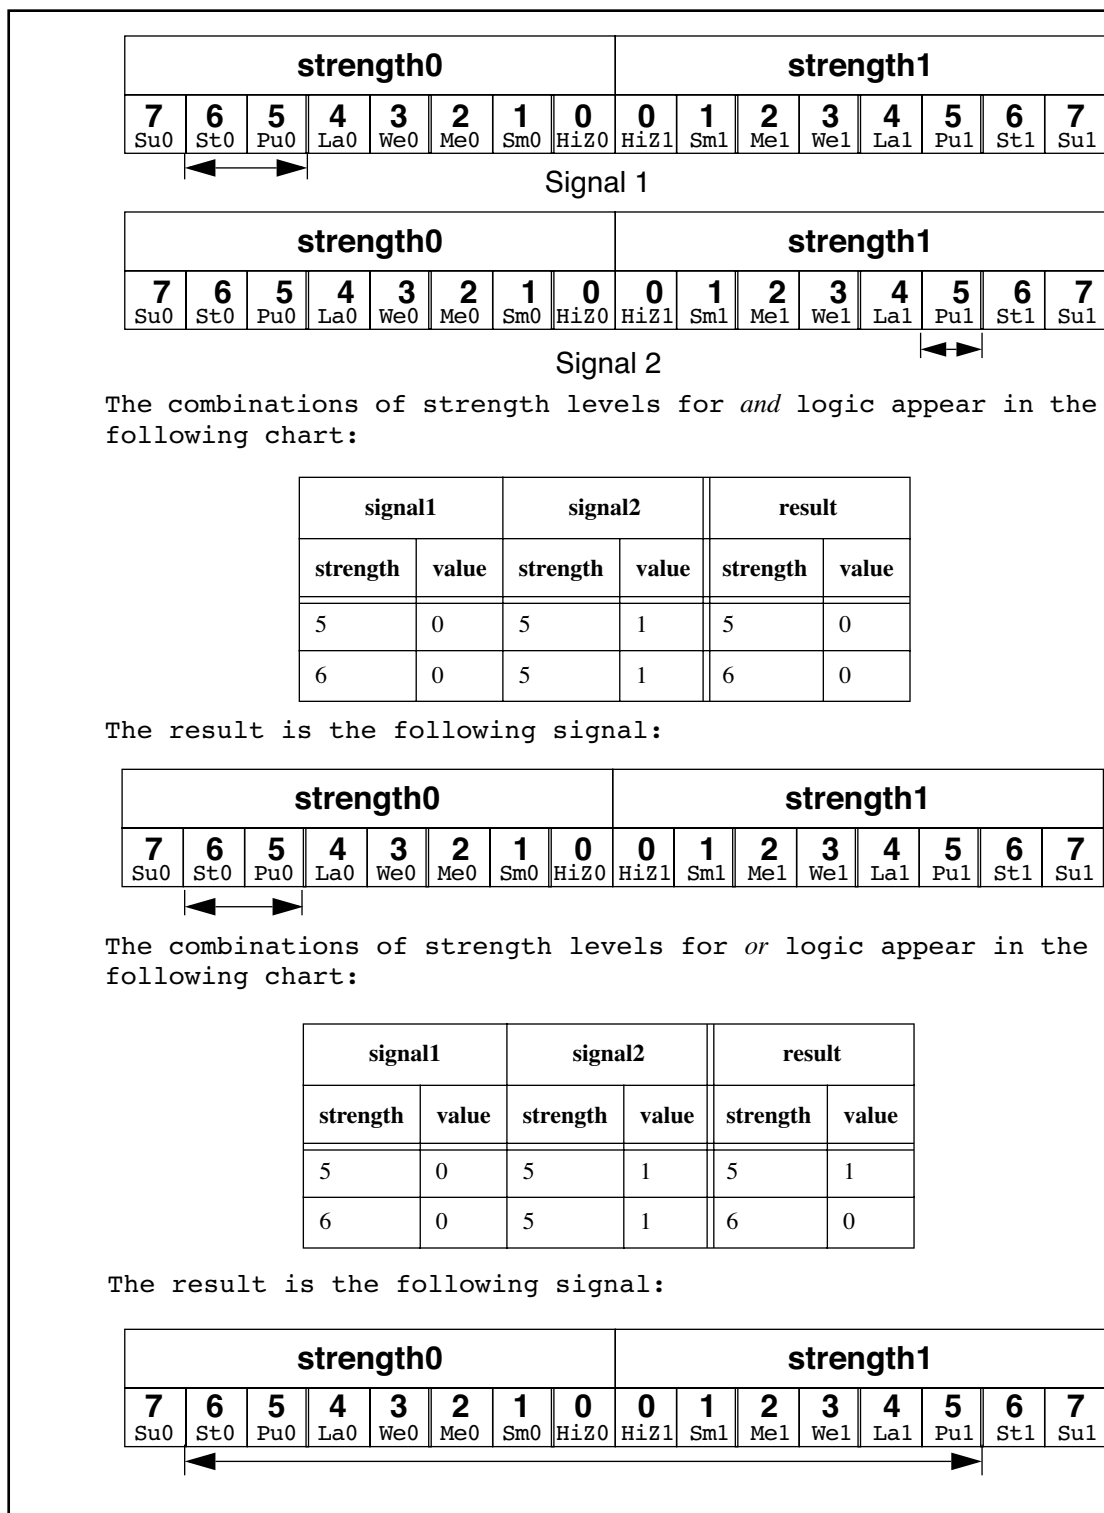 strength0 strength1
7 6 5 4 3 2 1 0 0 1 2 3 4 5 6 7
Su0 St0 Pu0 La0 We0 Me0 Sm0 HiZ0 HiZ1 Sm1 Me1 We1 La1 Pu1 St1 Su1
Signal 1
strength0 strength1
7 6 5 4 3 2 1 0 0 1 2 3 4 5 6 7
Su0 St0 Pu0 La0 We0 Me0 Sm0 HiZ0 HiZ1 Sm1 Me1 We1 La1 Pu1 St1 Su1
Signal 2
The combinations of strength levels for and logic appear in the
following chart:
signal1 signal2 result
strength value strength value strength value
5 0 5 1 5 0
6 0 5 1 6 0
The result is the following signal:
strength0 strength1
7 6 5 4 3 2 1 0 0 1 2 3 4 5 6 7
Su0 St0 Pu0 La0 We0 Me0 Sm0 HiZ0 HiZ1 Sm1 Me1 We1 La1 Pu1 St1 Su1
The combinations of strength levels for or logic appear in the
following chart:
signal1 signal2 result
strength value strength value strength value
5 0 5 1 5 1
6 0 5 1 6 0
The result is the following signal:
strength0 strength1
7 6 5 4 3 2 1 0 0 1 2 3 4 5 6 7
Su0 St0 Pu0 La0 We0 Me0 Sm0 HiZ0 HiZ1 Sm1 Me1 We1 La1 Pu1 St1 Su1